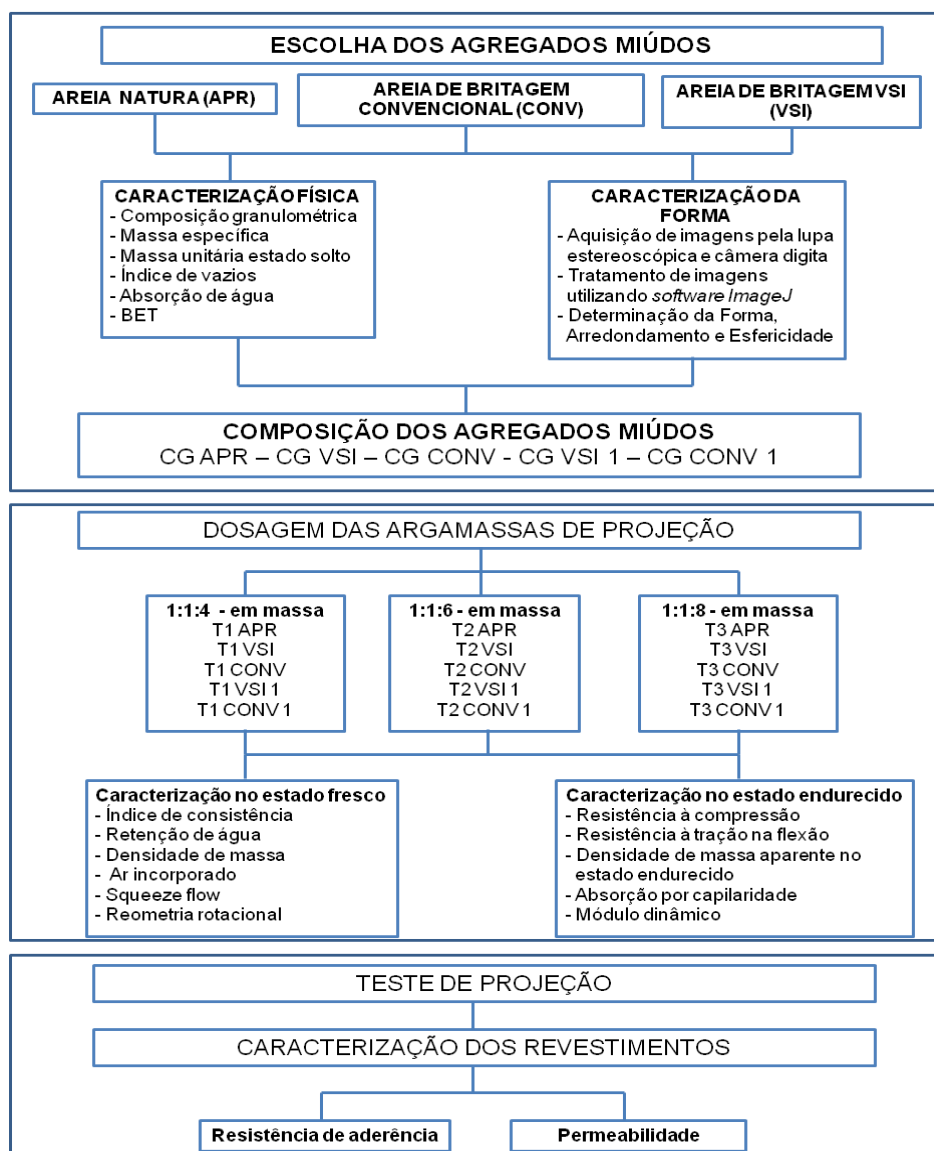 ESCOLHA DOS AGREGADOS MIÚDOS
AREIA NATURA (APR)
AREIA DE BRITAGEM
CONVENCIONAL (CONV)
AREIA DE BRITAGEM VSI
(VSI)
CARACTERIZAÇÃO FÍSICA
- Composição granulométrica
- Massa específica
- Massa unitária estado solto
- Índice de vazios
- Absorção de água
- BET
CARACTERIZAÇÃO DA
FORMA
- Aquisição de imagens pela lupa
estereoscópica e câmera digita
- Tratamento de imagens
utilizando software ImageJ
- Determinação da Forma,
Arredondamento e Esfericidade
COMPOSIÇÃO DOS AGREGADOS MIÚDOS
CG APR – CG VSI – CG CONV - CG VSI 1 – CG CONV 1
DOSAGEM DAS ARGAMASSAS DE PROJEÇÃO
1:1:4 - em massa
T1 APR
T1 VSI
T1 CONV
T1 VSI 1
T1 CONV 1
1:1:6 - em massa
T2 APR
T2 VSI
T2 CONV
T2 VSI 1
T2 CONV 1
1:1:8 - em massa
T3 APR
T3 VSI
T3 CONV
T3 VSI 1
T3 CONV 1
Caracterização no estado fresco
- Índice de consistência
- Retenção de água
- Densidade de massa
- Ar incorporado
- Squeeze flow
- Reometria rotacional
Caracterização no estado endurecido
- Resistência à compressão
- Resistência à tração na flexão
- Densidade de massa aparente no
estado endurecido
- Absorção por capilaridade
- Módulo dinâmico
TESTE DE PROJEÇÃO
CARACTERIZAÇÃO DOS REVESTIMENTOS
Resistência de aderência
Permeabilidade